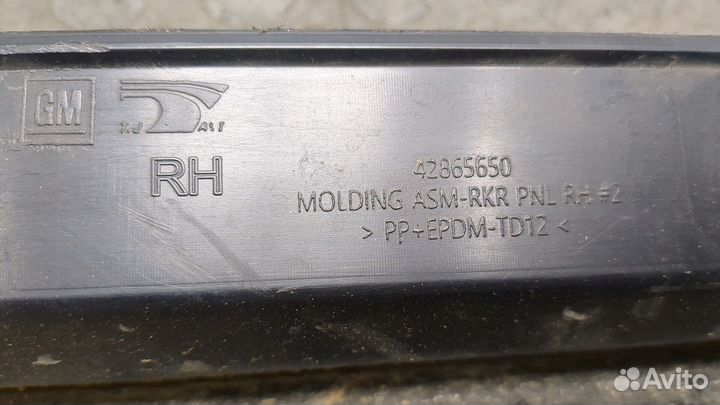 GM
RH
42865650
MOLDING ASM-RKR PNL RH #2
> PP+EPDM-TD12 <
Avito